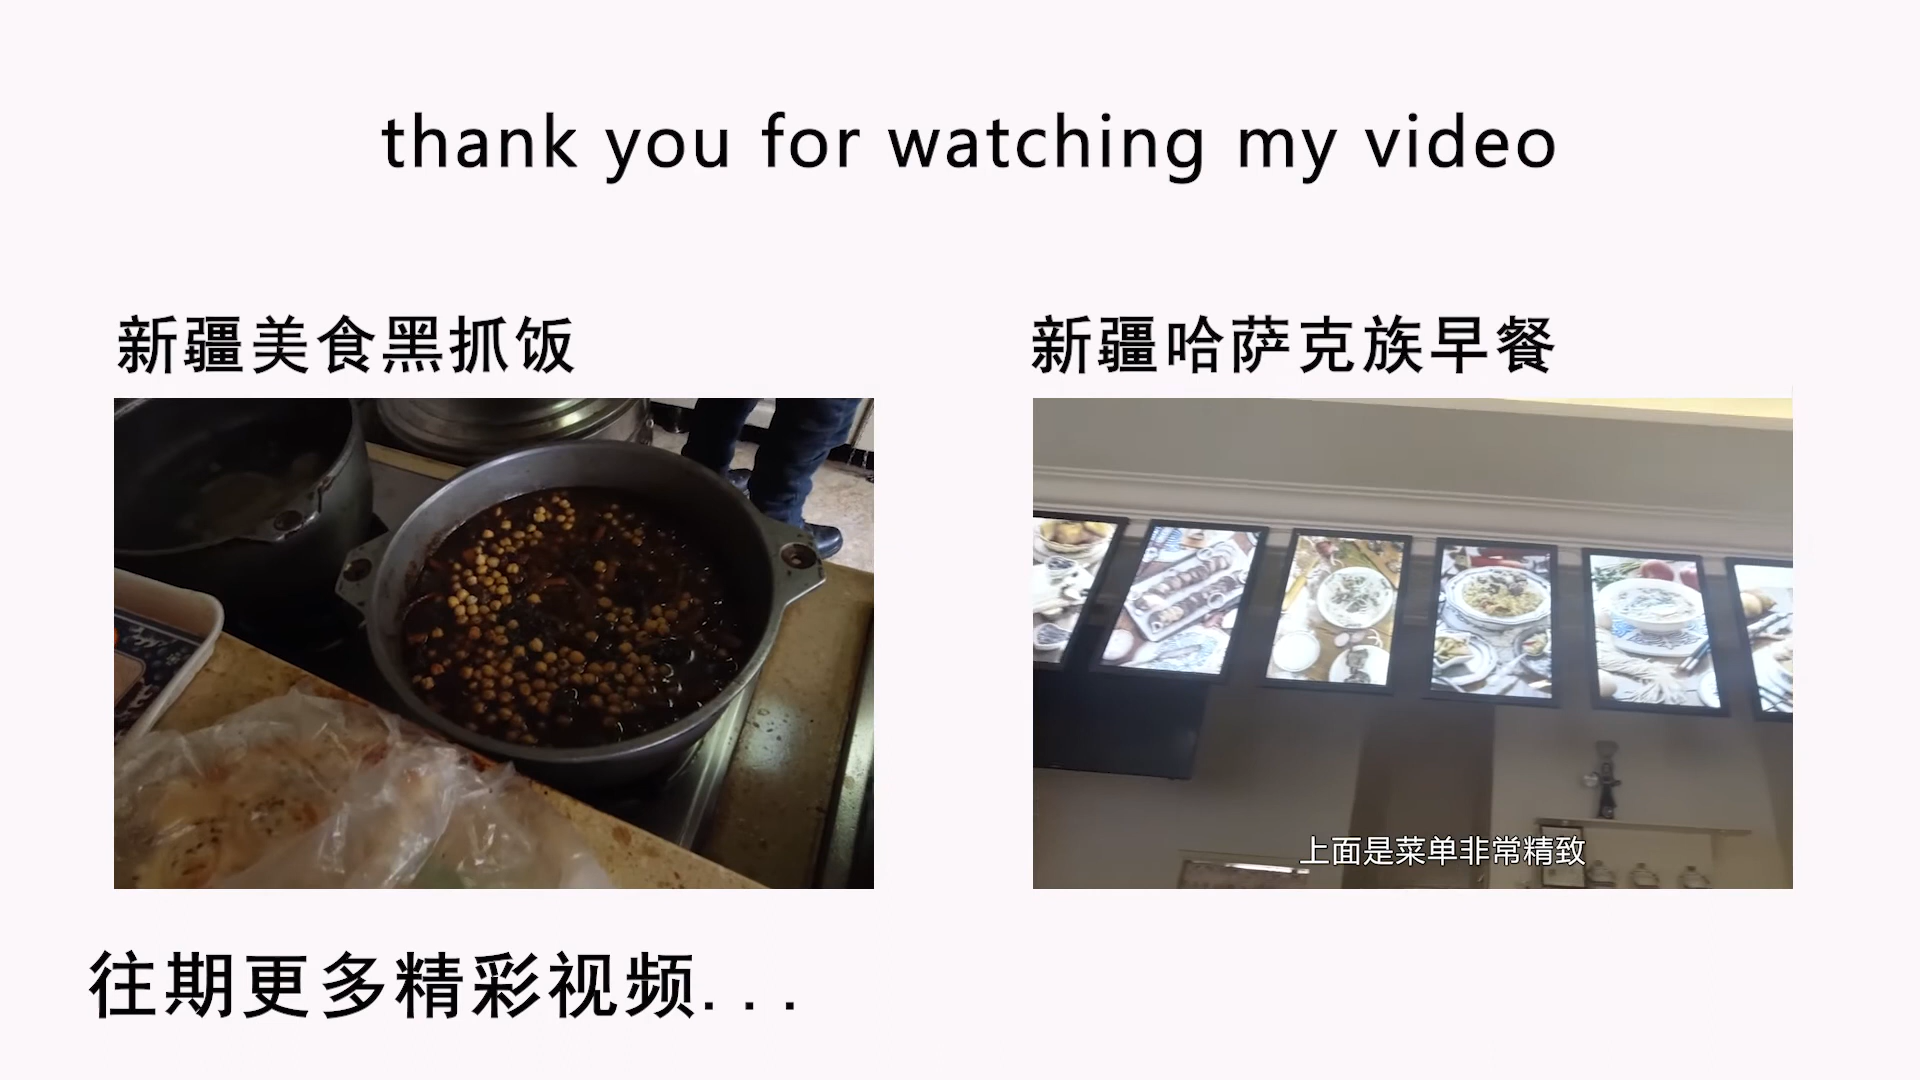 thank you for watching my video
新疆美食黑抓饭
新疆哈萨克族早餐
上面是菜单非常精致
往期更多精彩视频...